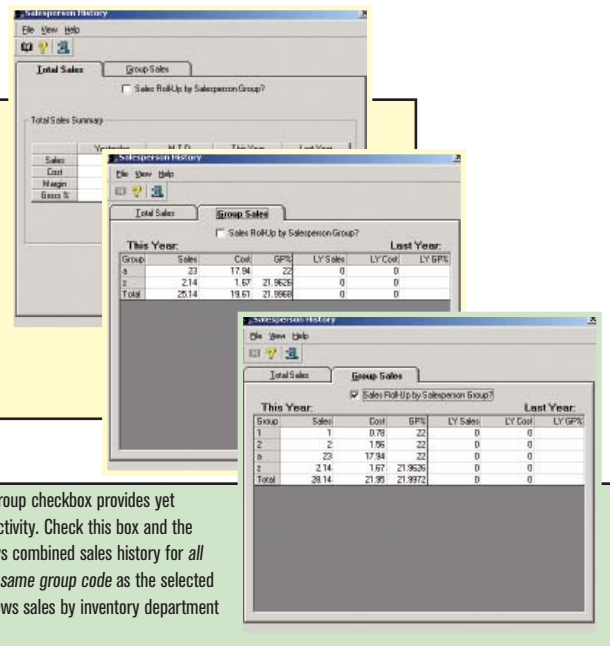 Salesperson History
File View Help
Total Sales Group Sales
Sales Roll-Up by Salesperson Group?
Total Sales Summary
Yesterday M.T.D. This Year Last Year
Sales
Cost
Margin
Gross %
Salesperson History
File View Help
Total Sales Group Sales
Sales Roll-Up by Salesperson Group?
This Year: Last Year:
Group Sales Cost GP% LY Sales LY Cost LY GP%
a 23 17.94 22 0 0
z 2.14 1.67 21.9626 0 0
Total 25.14 19.61 21.9968 0 0
Salesperson History
File View Help
Total Sales Group Sales
Sales Roll-Up by Salesperson Group?
This Year: Last Year:
Group Sales Cost GP% LY Sales LY Cost LY GP%
1 1 0.78 22 0 0
2 2 1.56 22 0 0
a 23 17.94 22 0 0
z 2.14 1.67 21.9626 0 0
Total 28.14 21.95 21.9972 0 0
roup checkbox provides yet
ctivity. Check this box and the
ws combined sales history for all
same group code as the selected
ows sales by inventory department